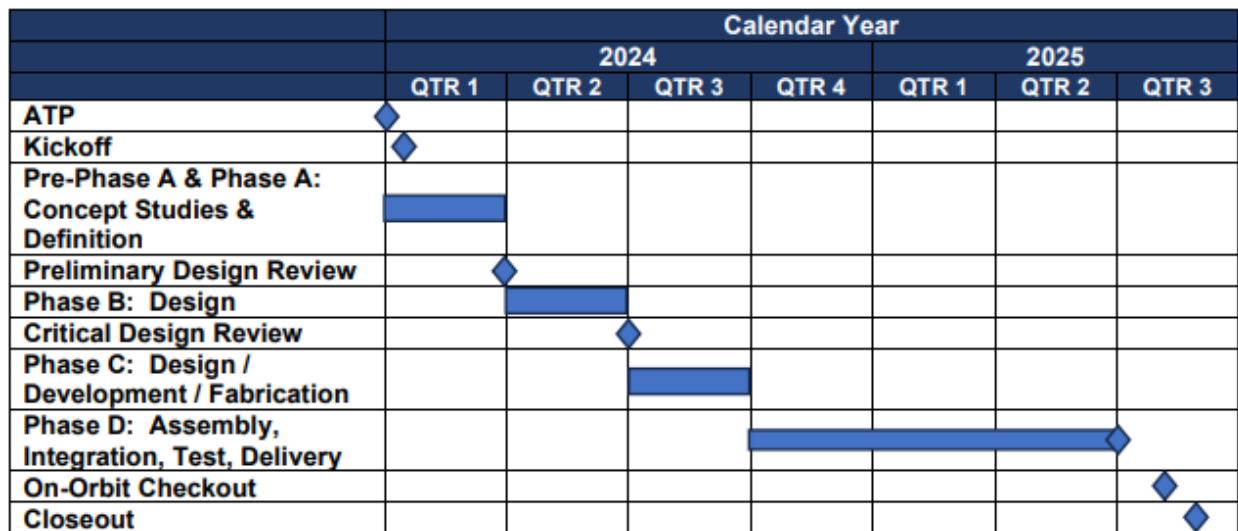 Calendar Year
2024 2025
QTR 1 QTR 2 QTR 3 QTR 4 QTR 1 QTR 2 QTR 3
ATP
Kickoff
Pre-Phase A & Phase A:
Concept Studies &
Definition
Preliminary Design Review
Phase B: Design
Critical Design Review
Phase C: Design /
Development / Fabrication
Phase D: Assembly,
Integration, Test, Delivery
On-Orbit Checkout
Closeout